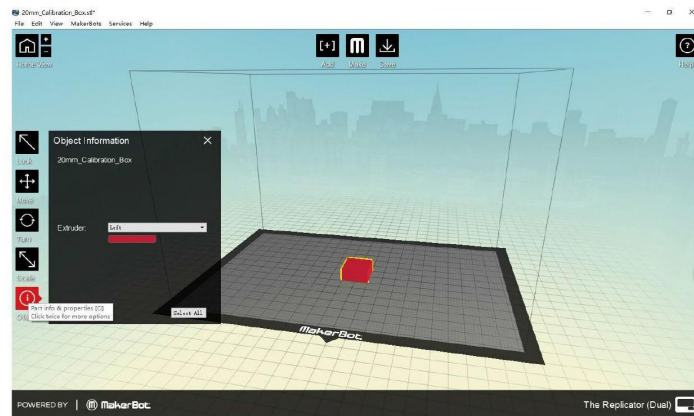 20mm_Calibration_Box.stl*
File Edit View MakerBots Services Help
Home View
Add Make Save
Help
Look
Object Information
20mm_Calibration_Box
Move
Turn
Extruder: Left
Scale
Part info & properties [G]
Click twice for more options
Select All
MakerBot
POWERED BY | MakerBot
The Replicator (Dual)